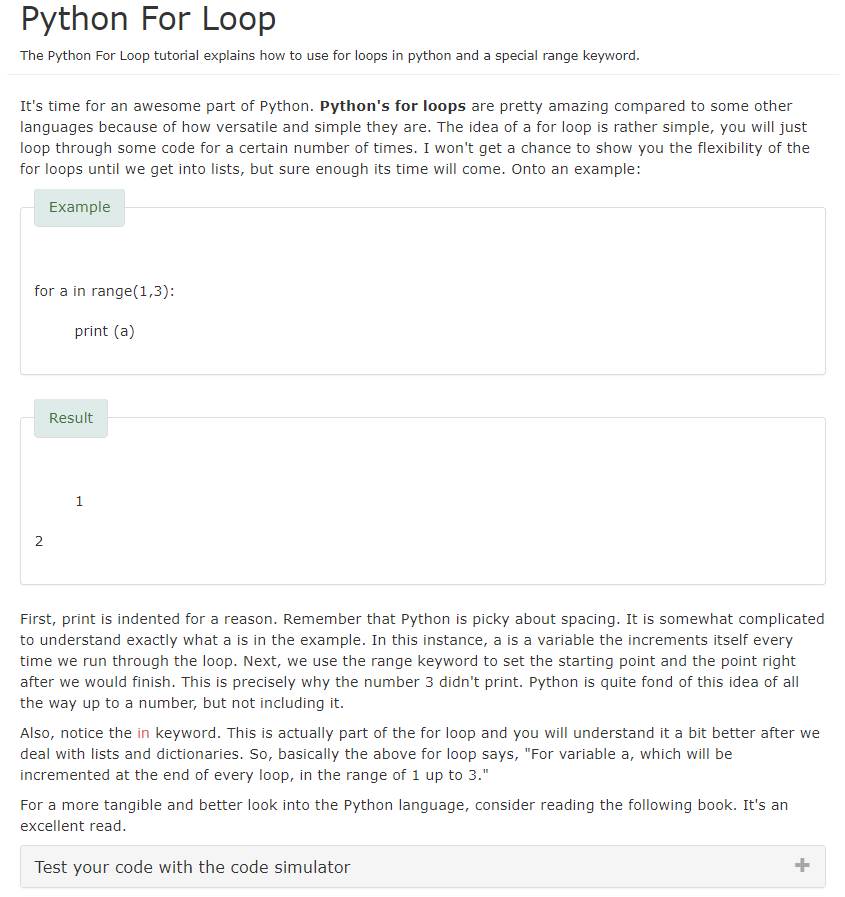 Python For Loop
The Python For Loop tutorial explains how to use for loops in python and a special range keyword.
It's time for an awesome part of Python. Python's for loops are pretty amazing compared to some other
languages because of how versatile and simple they are. The idea of a for loop is rather simple, you will just
loop through some code for a certain number of times. I won't get a chance to show you the flexibility of the
for loops until we get into lists, but sure enough its time will come. Onto an example:
Example
for a in range(1,3):
print (a)
Result
1
2
First, print is indented for a reason. Remember that Python is picky about spacing. It is somewhat complicated
to understand exactly what a is in the example. In this instance, a is a variable the increments itself every
time we run through the loop. Next, we use the range keyword to set the starting point and the point right
after we would finish. This is precisely why the number 3 didn't print. Python is quite fond of this idea of all
the way up to a number, but not including it.
Also, notice the in keyword. This is actually part of the for loop and you will understand it a bit better after we
deal with lists and dictionaries. So, basically the above for loop says, "For variable a, which will be
incremented at the end of every loop, in the range of 1 up to 3."
For a more tangible and better look into the Python language, consider reading the following book. It's an
excellent read.
Test your code with the code simulator